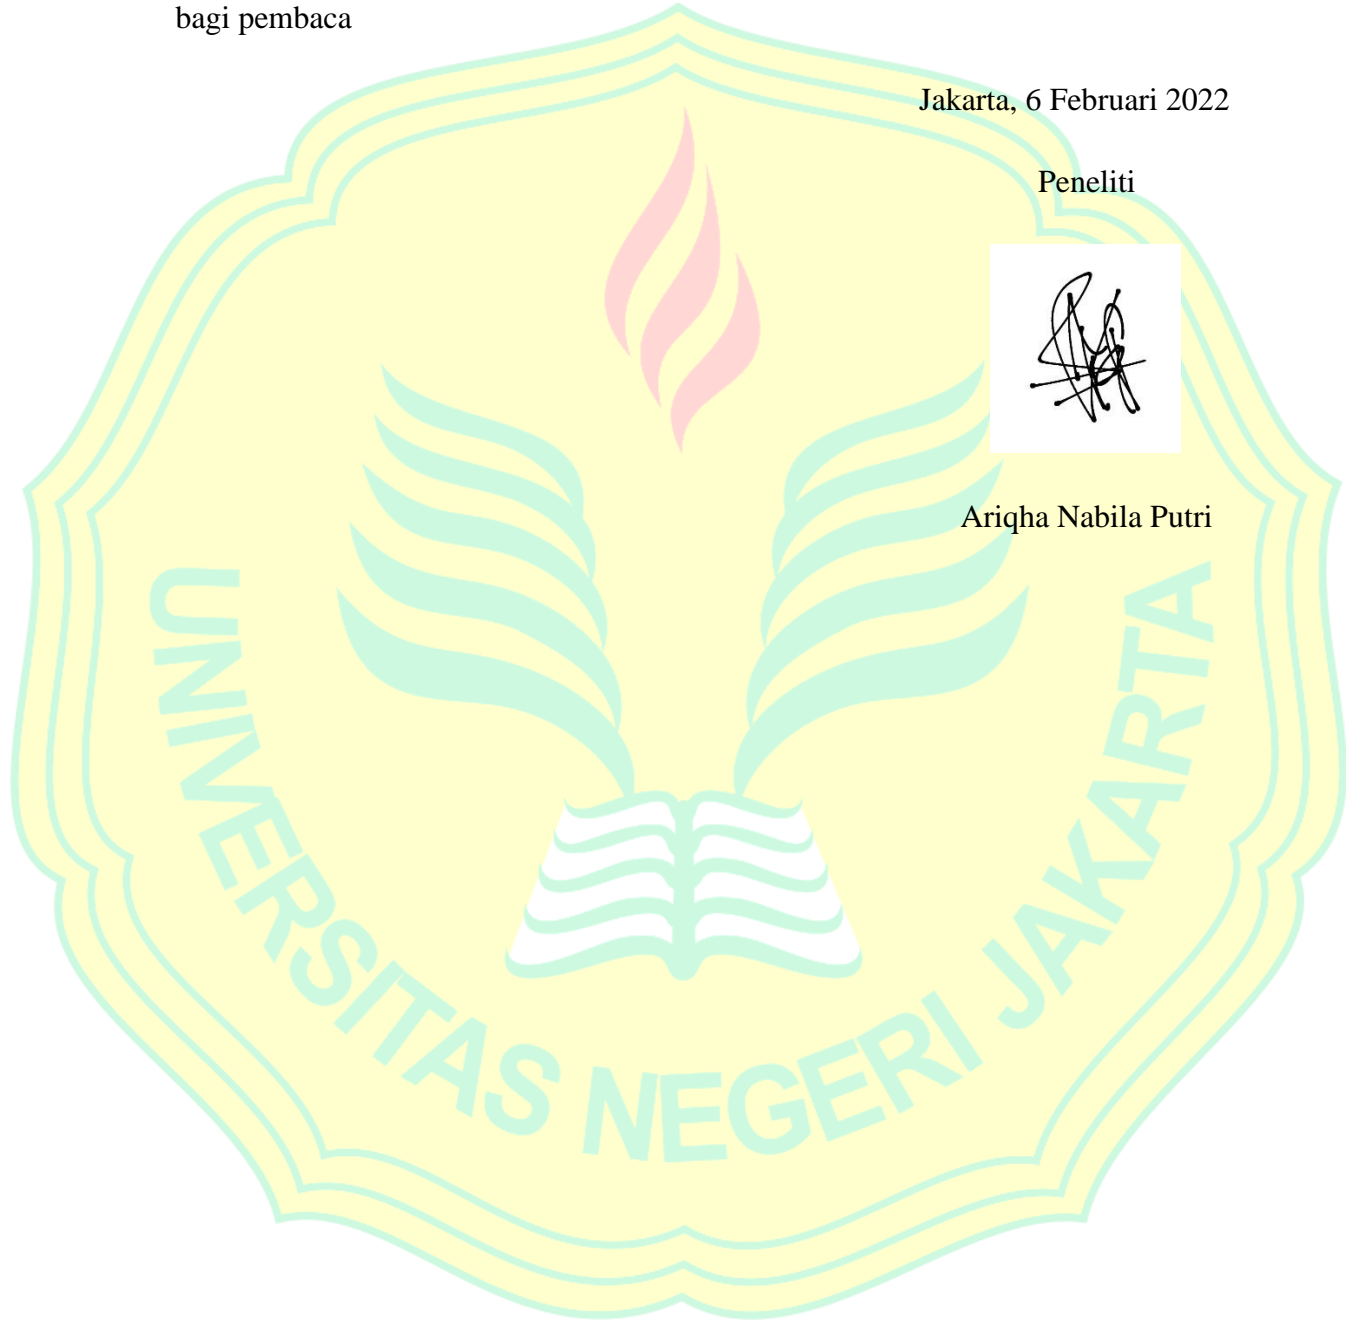 bagi pembaca
Jakarta, 6 Februari 2022
Peneliti
Ariqha Nabila Putri
UNIVERSITAS NEGERI JAKARTA